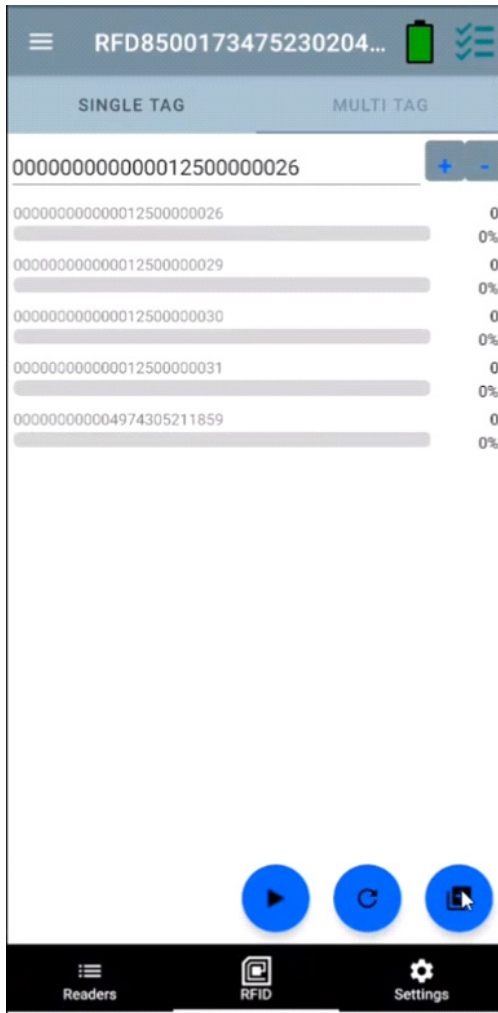 RFD8500173475230204...
SINGLE TAG MULTI TAG
000000000000012500000026 + -
000000000000012500000026 0
0%
000000000000012500000029 0
0%
000000000000012500000030 0
0%
000000000000012500000031 0
0%
000000000004974305211859 0
0%
Readers RFID Settings